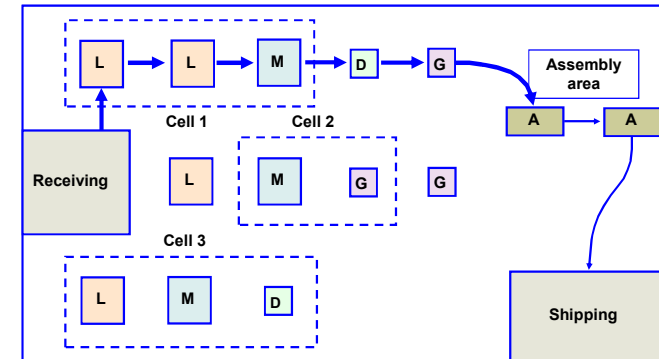 L L M D G
Assembly
area
A A
Cell 1 Cell 2
Receiving L M G G
Cell 3
L M D
Shipping